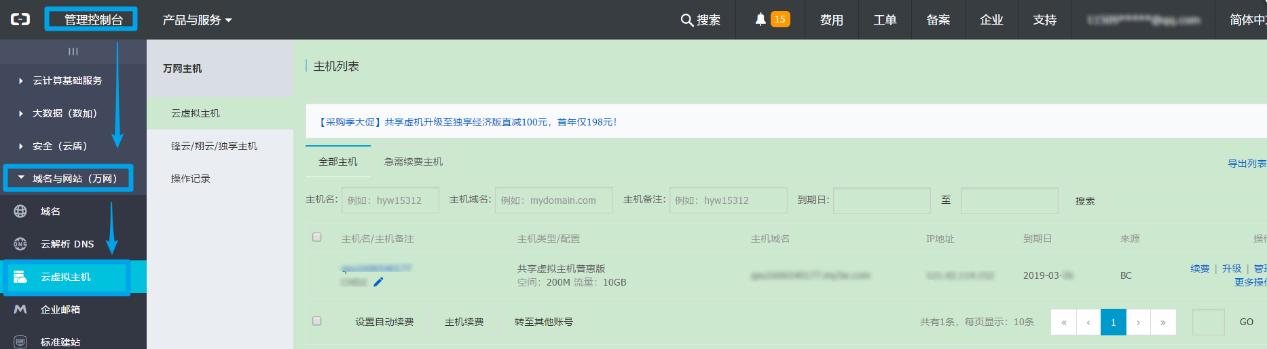 管理控制台 产品与服务 搜索 15 费用 工单 备案 企业 支持 简体中文
云计算基础服务
大数据（数加）
安全（云盾）
域名与网站（万网）
域名
云解析 DNS
云虚拟主机
企业邮箱
标准建站
万网主机
云虚拟主机
锋云/翔云/独享主机
操作记录
主机列表
【采购季大促】共享虚机升级至独享经济版直减100元，首年仅198元！
全部主机 急需续费主机 导出列表
主机名： 例如：hyw15312 主机域名： 例如：mydomain.com 主机备注： 例如：hyw15312 到期日： 至 搜索
主机名/主机备注 主机类型/配置 主机域名 IP地址 到期日 来源 操作
共享虚拟主机普惠版 2019-03- BC 续费 | 升级 | 管理
空间：200M 流量：10GB 更多操作
设置自动续费 主机续费 转至其他账号 共有1条，每页显示：10条 « ‹ 1 › » GO